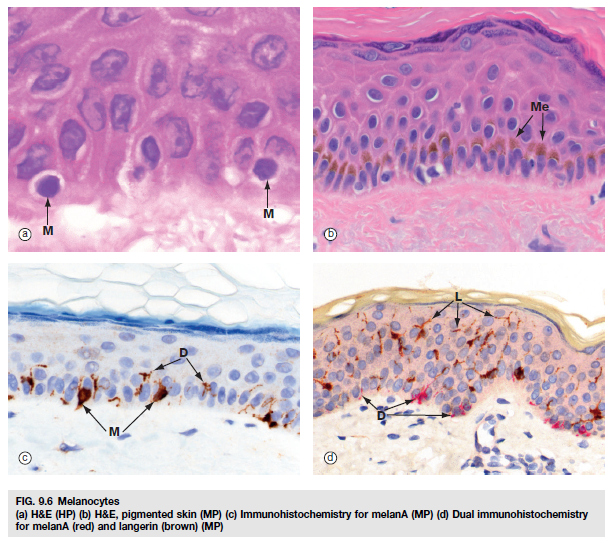 Me
M
M
a
b
L
D
D
M
c
d
FIG. 9.6 Melanocytes
(a) H&E (HP) (b) H&E, pigmented skin (MP) (c) Immunohistochemistry for melanA (MP) (d) Dual immunohistochemistry
for melanA (red) and langerin (brown) (MP)